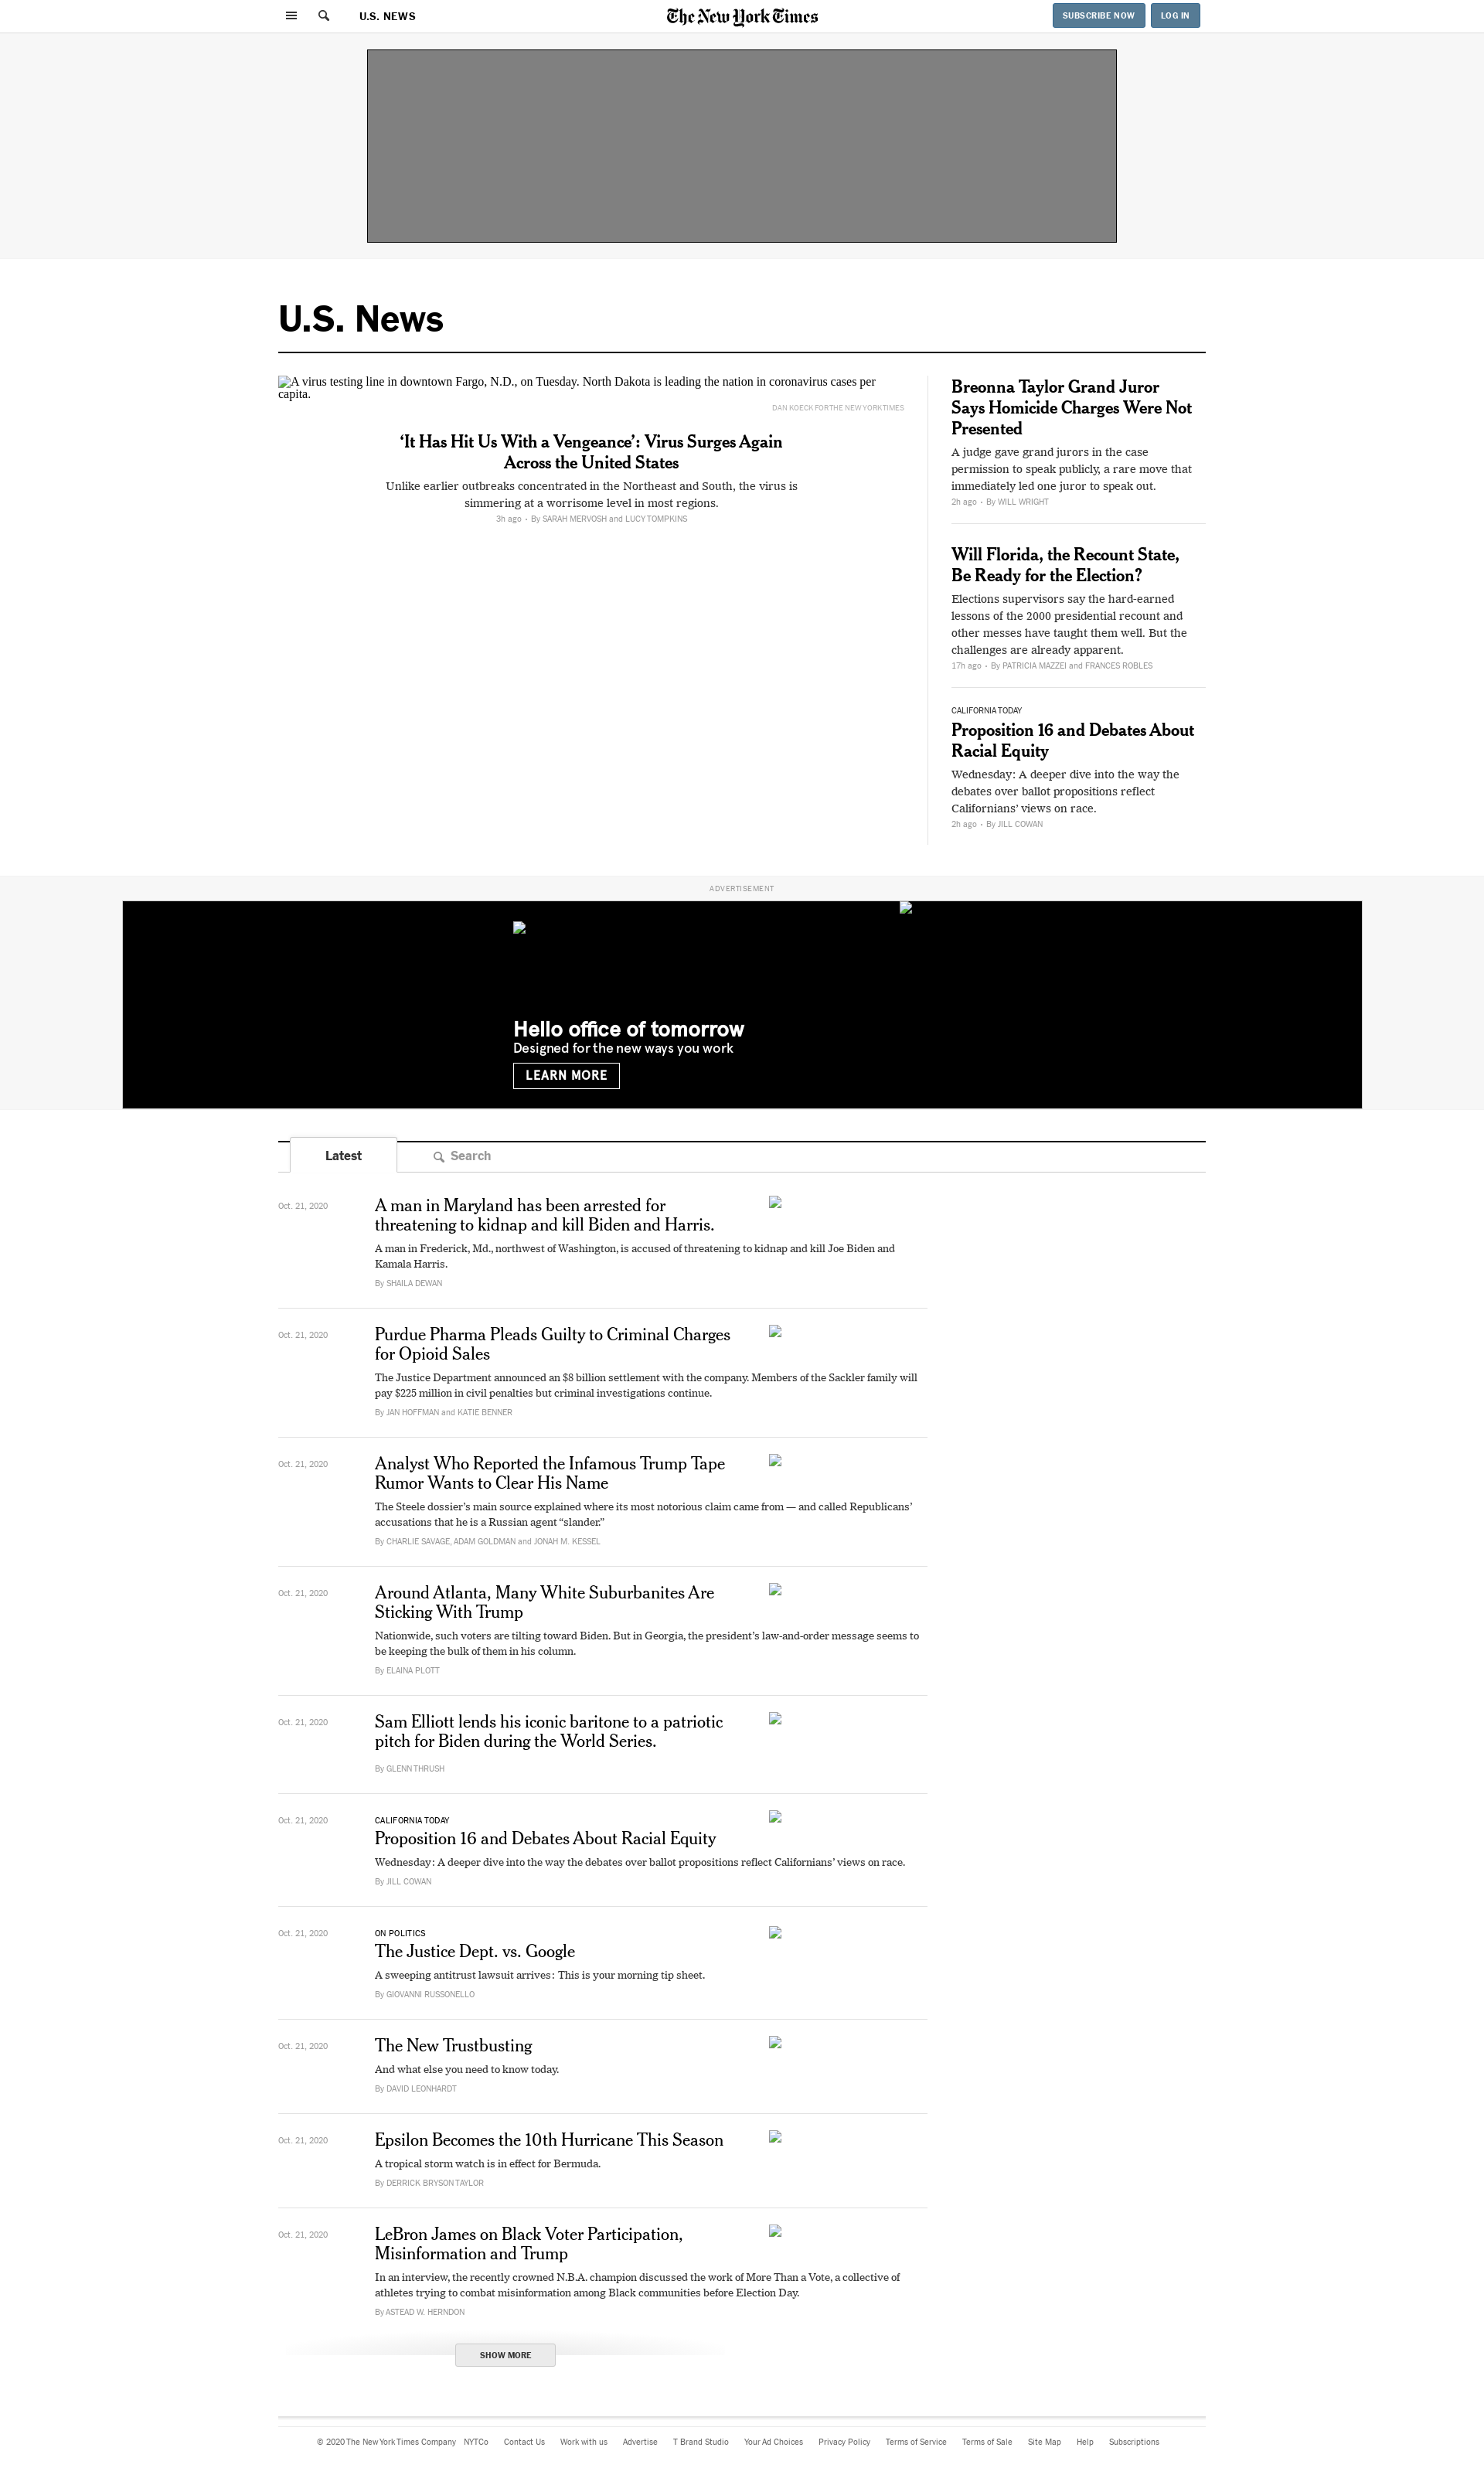 U.S. NEWS
The New York Times
SUBSCRIBE NOW
LOG IN
U.S. News
A virus testing line in downtown Fargo, N.D., on Tuesday. North Dakota is leading the nation in coronavirus cases per
capita.
DAN KOECK FOR THE NEW YORK TIMES
‘It Has Hit Us With a Vengeance’: Virus Surges Again
Across the United States
Unlike earlier outbreaks concentrated in the Northeast and South, the virus is
simmering at a worrisome level in most regions.
3h ago • By SARAH MERVOSH and LUCY TOMPKINS
Breonna Taylor Grand Juror
Says Homicide Charges Were Not
Presented
A judge gave grand jurors in the case
permission to speak publicly, a rare move that
immediately led one juror to speak out.
2h ago • By WILL WRIGHT
Will Florida, the Recount State,
Be Ready for the Election?
Elections supervisors say the hard-earned
lessons of the 2000 presidential recount and
other messes have taught them well. But the
challenges are already apparent.
17h ago • By PATRICIA MAZZEI and FRANCES ROBLES
CALIFORNIA TODAY
Proposition 16 and Debates About
Racial Equity
Wednesday: A deeper dive into the way the
debates over ballot propositions reflect
Californians’ views on race.
2h ago • By JILL COWAN
ADVERTISEMENT
Hello office of tomorrow
Designed for the new ways you work
LEARN MORE
Latest
Search
Oct. 21, 2020
A man in Maryland has been arrested for
threatening to kidnap and kill Biden and Harris.
A man in Frederick, Md., northwest of Washington, is accused of threatening to kidnap and kill Joe Biden and
Kamala Harris.
By SHAILA DEWAN
Oct. 21, 2020
Purdue Pharma Pleads Guilty to Criminal Charges
for Opioid Sales
The Justice Department announced an $8 billion settlement with the company. Members of the Sackler family will
pay $225 million in civil penalties but criminal investigations continue.
By JAN HOFFMAN and KATIE BENNER
Oct. 21, 2020
Analyst Who Reported the Infamous Trump Tape
Rumor Wants to Clear His Name
The Steele dossier’s main source explained where its most notorious claim came from — and called Republicans’
accusations that he is a Russian agent “slander.”
By CHARLIE SAVAGE, ADAM GOLDMAN and JONAH M. KESSEL
Oct. 21, 2020
Around Atlanta, Many White Suburbanites Are
Sticking With Trump
Nationwide, such voters are tilting toward Biden. But in Georgia, the president’s law-and-order message seems to
be keeping the bulk of them in his column.
By ELAINA PLOTT
Oct. 21, 2020
Sam Elliott lends his iconic baritone to a patriotic
pitch for Biden during the World Series.
By GLENN THRUSH
Oct. 21, 2020
CALIFORNIA TODAY
Proposition 16 and Debates About Racial Equity
Wednesday: A deeper dive into the way the debates over ballot propositions reflect Californians’ views on race.
By JILL COWAN
Oct. 21, 2020
ON POLITICS
The Justice Dept. vs. Google
A sweeping antitrust lawsuit arrives: This is your morning tip sheet.
By GIOVANNI RUSSONELLO
Oct. 21, 2020
The New Trustbusting
And what else you need to know today.
By DAVID LEONHARDT
Oct. 21, 2020
Epsilon Becomes the 10th Hurricane This Season
A tropical storm watch is in effect for Bermuda.
By DERRICK BRYSON TAYLOR
Oct. 21, 2020
LeBron James on Black Voter Participation,
Misinformation and Trump
In an interview, the recently crowned N.B.A. champion discussed the work of More Than a Vote, a collective of
athletes trying to combat misinformation among Black communities before Election Day.
By ASTEAD W. HERNDON
SHOW MORE
© 2020 The New York Times Company NYTCo Contact Us Work with us Advertise T Brand Studio Your Ad Choices Privacy Policy Terms of Service Terms of Sale Site Map Help Subscriptions